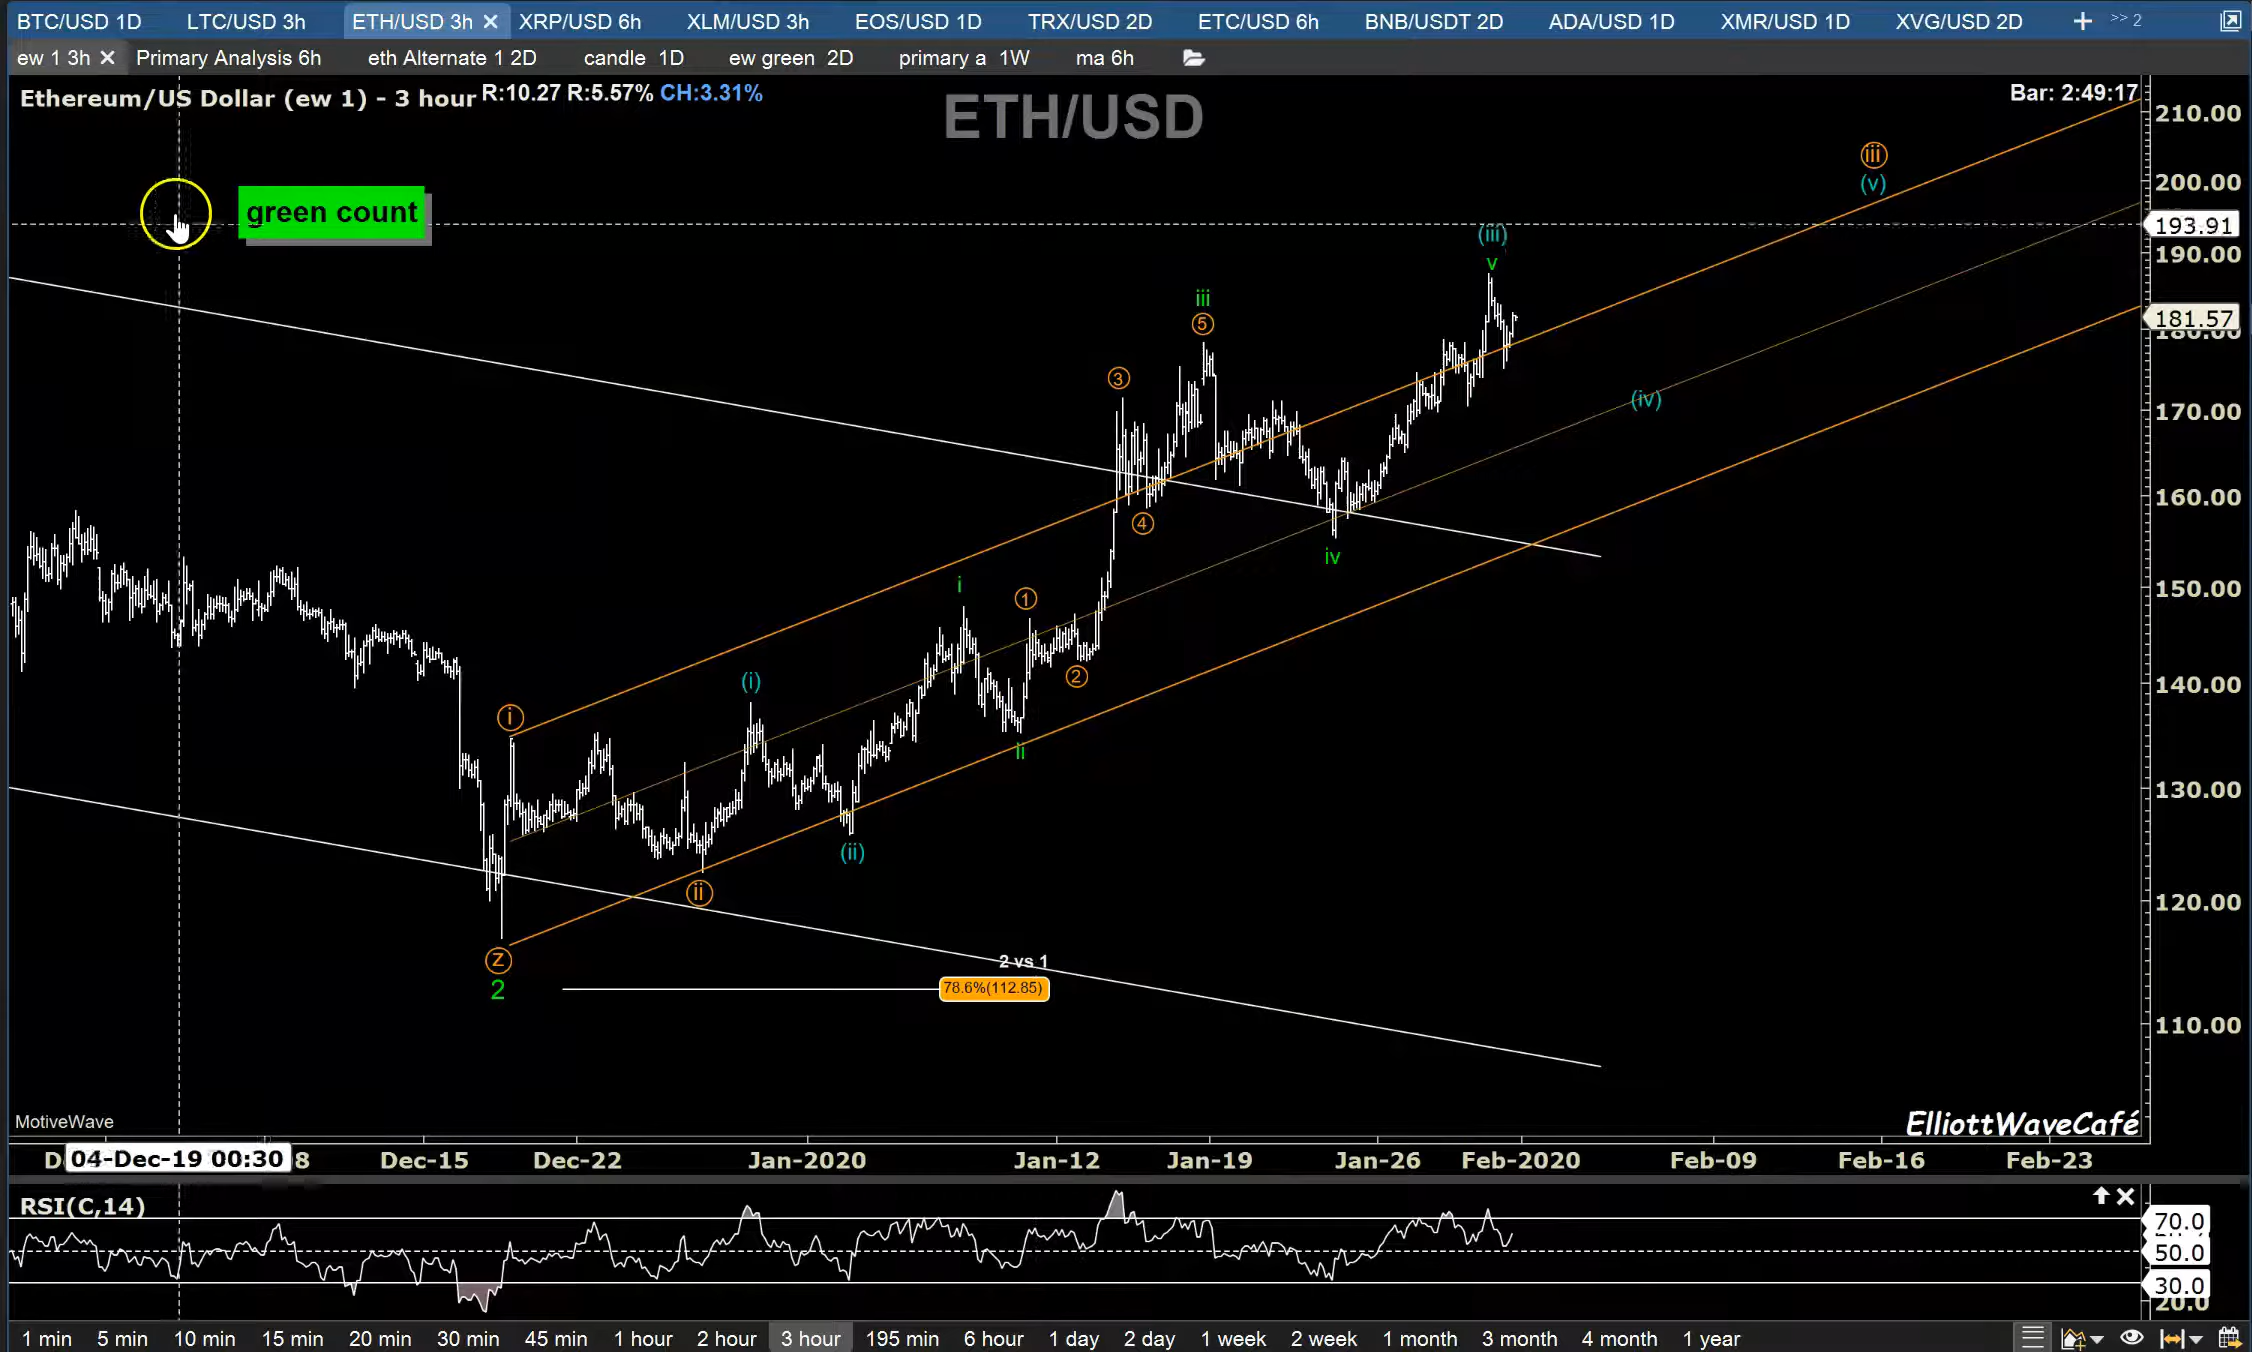 BTC/USD 1D LTC/USD 3h ETH/USD 3h XRP/USD 6h XLM/USD 3h EOS/USD 1D TRX/USD 2D ETC/USD 6h BNB/USDT 2D ADA/USD 1D XMR/USD 1D XVG/USD 2D + >> 2
ew 1 3h Primary Analysis 6h eth Alternate 1 2D candle 1D ew green 2D primary a 1W ma 6h
Ethereum/US Dollar (ew 1) - 3 hour R:10.27 R:5.57% CH:3.31%
ETH/USD
Bar: 2:49:17
210.00
iii
(v)
200.00
green count
193.91
(iii)
190.00
v
iii
181.57
180.00
5
3
(iv)
170.00
160.00
4
iv
i
150.00
1
2
(i)
140.00
i
ii
130.00
(ii)
ii
120.00
z
2 vs 1
2
78.6%(112.85)
110.00
MotiveWave
ElliottWaveCafé
04-Dec-19 00:30 8 Dec-15 Dec-22 Jan-2020 Jan-12 Jan-19 Jan-26 Feb-2020 Feb-09 Feb-16 Feb-23
RSI(C,14)
70.0
50.0
30.0
20.0
1 min 5 min 10 min 15 min 20 min 30 min 45 min 1 hour 2 hour 3 hour 195 min 6 hour 1 day 2 day 1 week 2 week 1 month 3 month 4 month 1 year